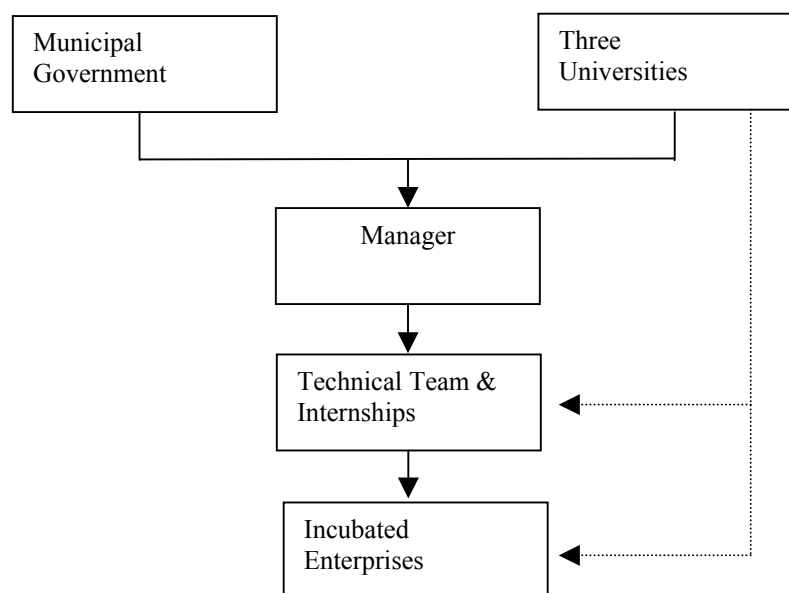 Municipal
Government
Three
Universities
Manager
Technical Team &
Internships
Incubated
Enterprises